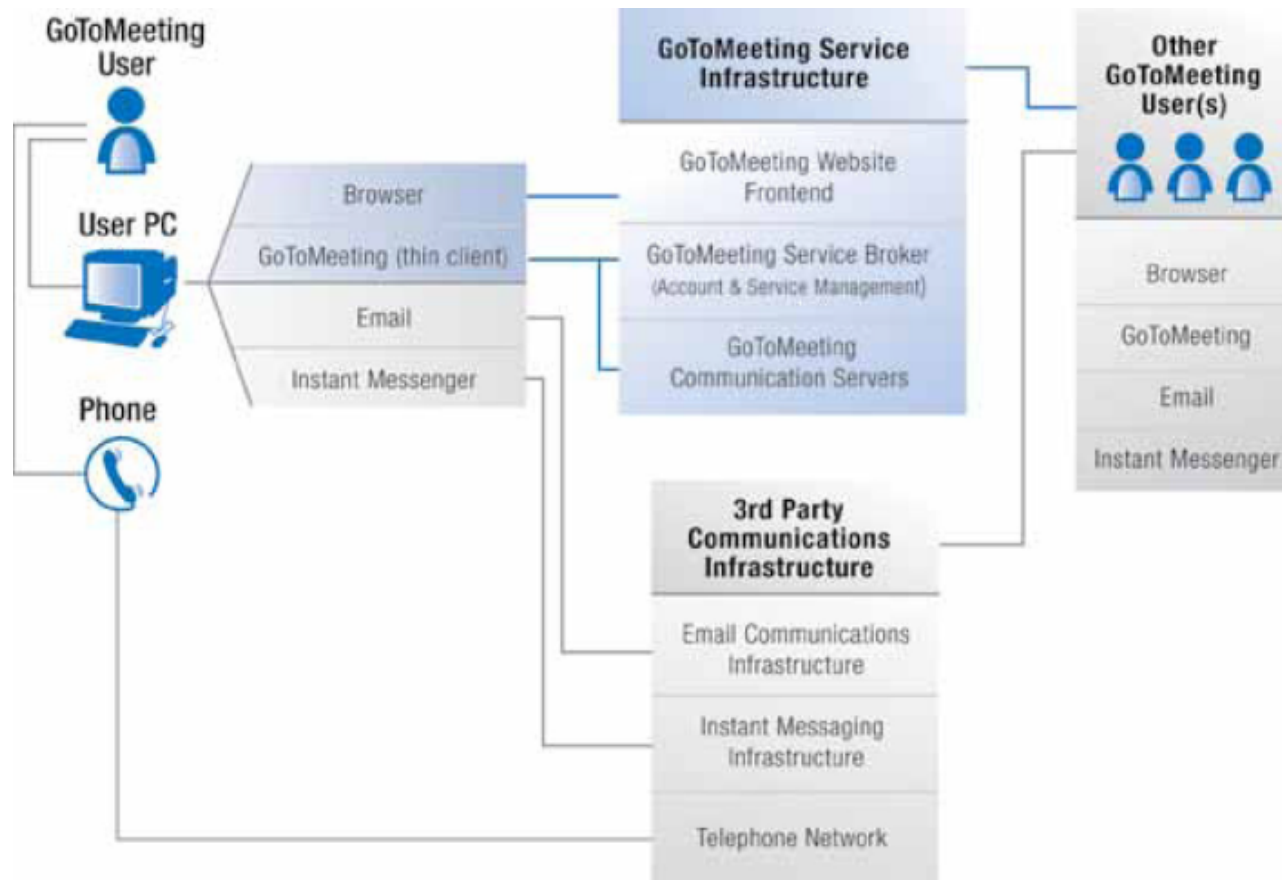 GoToMeeting
User
User PC
Phone
Browser
GoToMeeting (thin client)
Email
Instant Messenger
GoToMeeting Service
Infrastructure
GoToMeeting Website
Frontend
GoToMeeting Service Broker
(Account & Service Management)
GoToMeeting
Communication Servers
3rd Party
Communications
Infrastructure
Email Communications
Infrastructure
Instant Messaging
Infrastructure
Telephone Network
Other
GoToMeeting
User(s)
Browser
GoToMeeting
Email
Instant Messenger